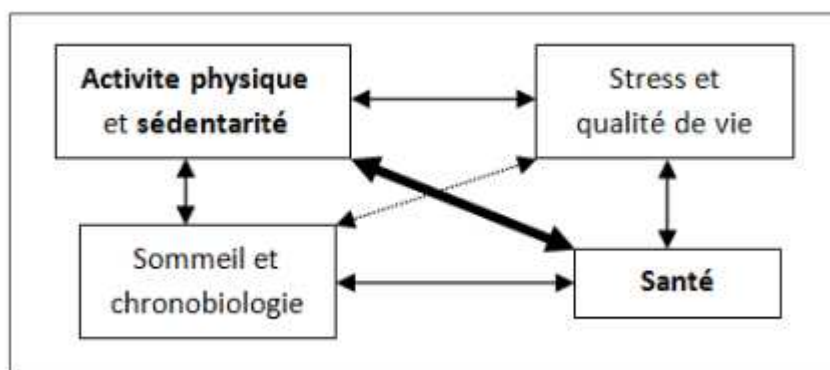 Activite physique
et sédentarité
Stress et
qualité de vie
Sommeil et
chronobiologie
Santé